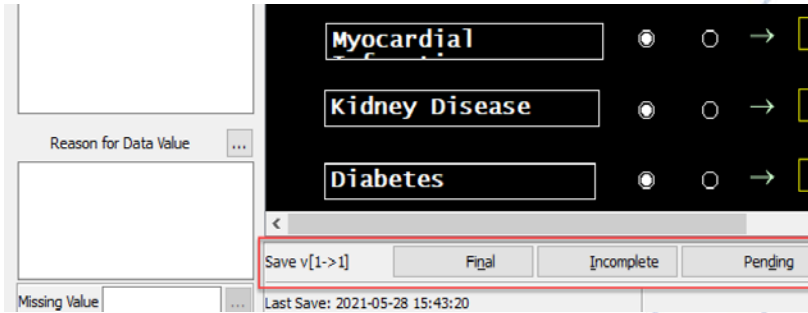 Myocardial
Kidney Disease
Reason for Data Value ...
Diabetes
Save v[1->1] Final Incomplete Pending
Missing Value ... Last Save: 2021-05-28 15:43:20